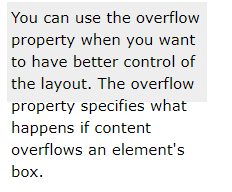 You can use the overflow
property when you want
to have better control of
the layout. The overflow
property specifies what
happens if content
overflows an element's
box.